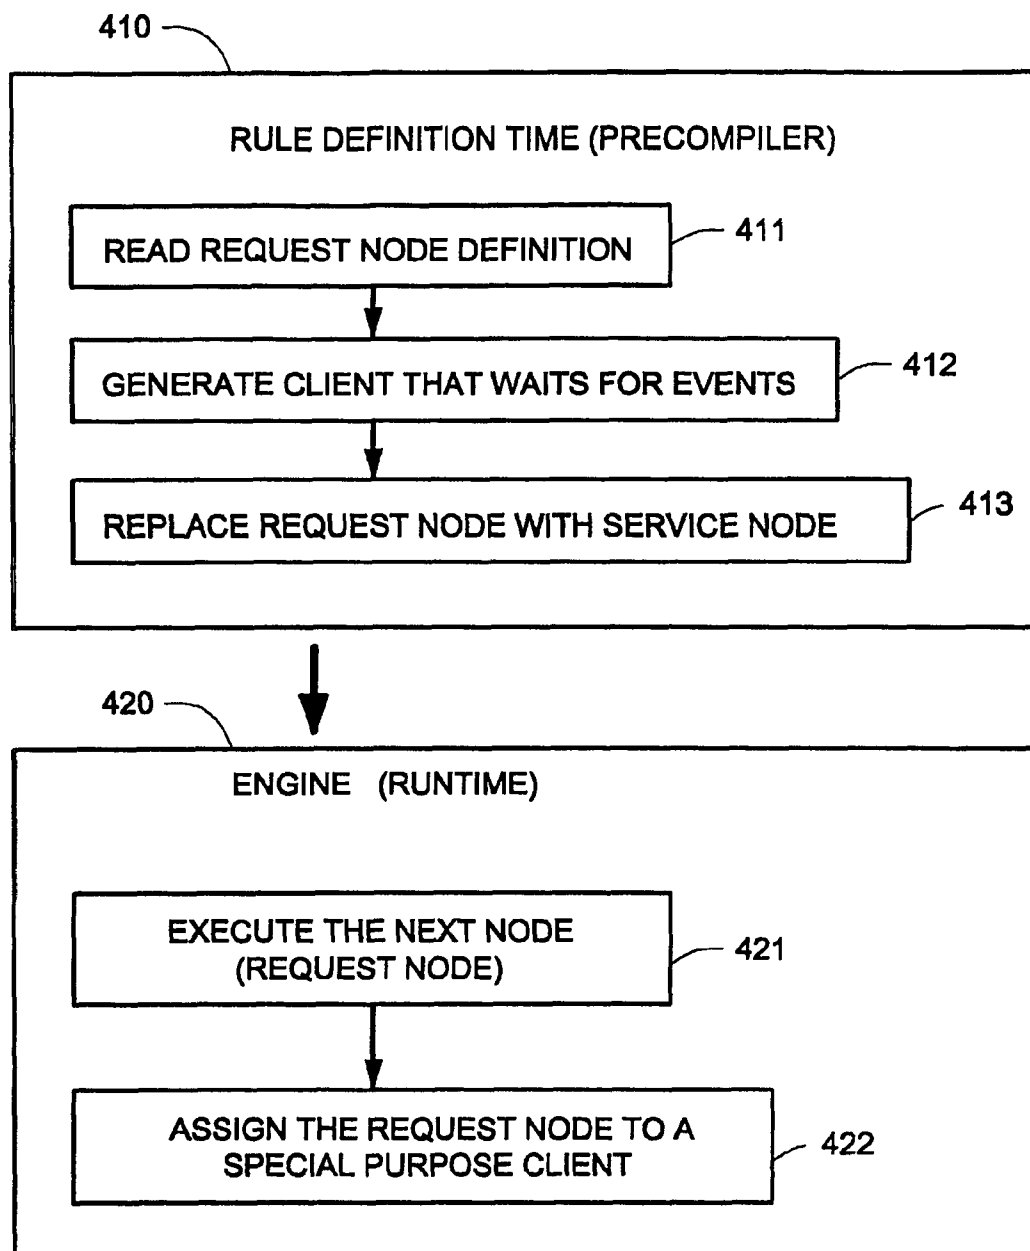 410
RULE DEFINITION TIME (PRECOMPILER)
READ REQUEST NODE DEFINITION
411
GENERATE CLIENT THAT WAITS FOR EVENTS
412
REPLACE REQUEST NODE WITH SERVICE NODE
413
420
ENGINE (RUNTIME)
EXECUTE THE NEXT NODE
(REQUEST NODE)
421
ASSIGN THE REQUEST NODE TO A
SPECIAL PURPOSE CLIENT
422